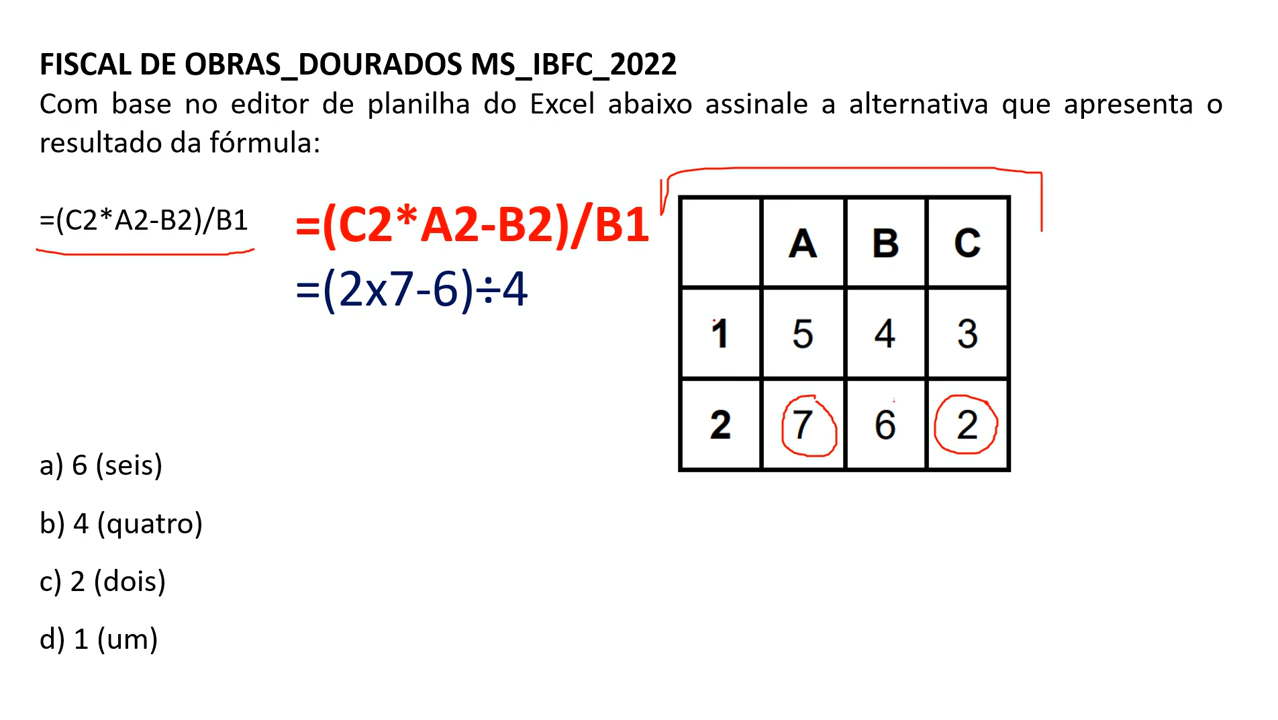 FISCAL DE OBRAS_DOURADOS MS_IBFC_2022
Com base no editor de planilha do Excel abaixo assinale a alternativa que apresenta o
resultado da fórmula:
=(C2*A2-B2)/B1
=(C2*A2-B2)/B1
=(2x7-6)÷4
A B C
1 5 4 3
2 7 6 2
a) 6 (seis)
b) 4 (quatro)
c) 2 (dois)
d) 1 (um)